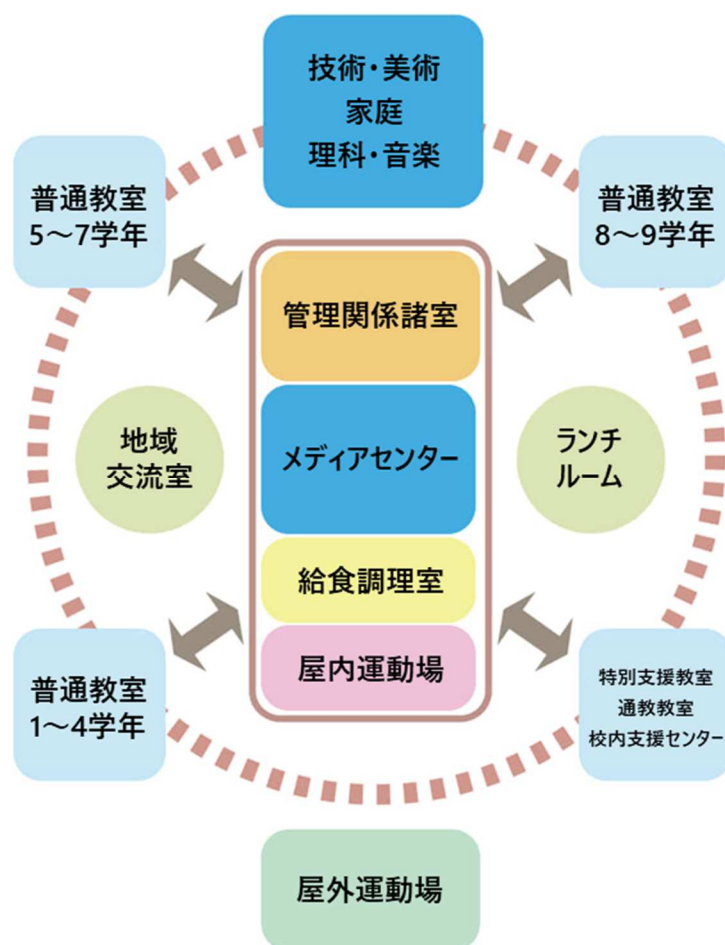 技術・美術
家庭
理科・音楽
普通教室
5～7学年
普通教室
8～9学年
管理関係諸室
地域
交流室
メディアセンター
ランチ
ルーム
給食調理室
屋内運動場
普通教室
1～4学年
特別支援教室
通教教室
校内支援センター
屋外運動場